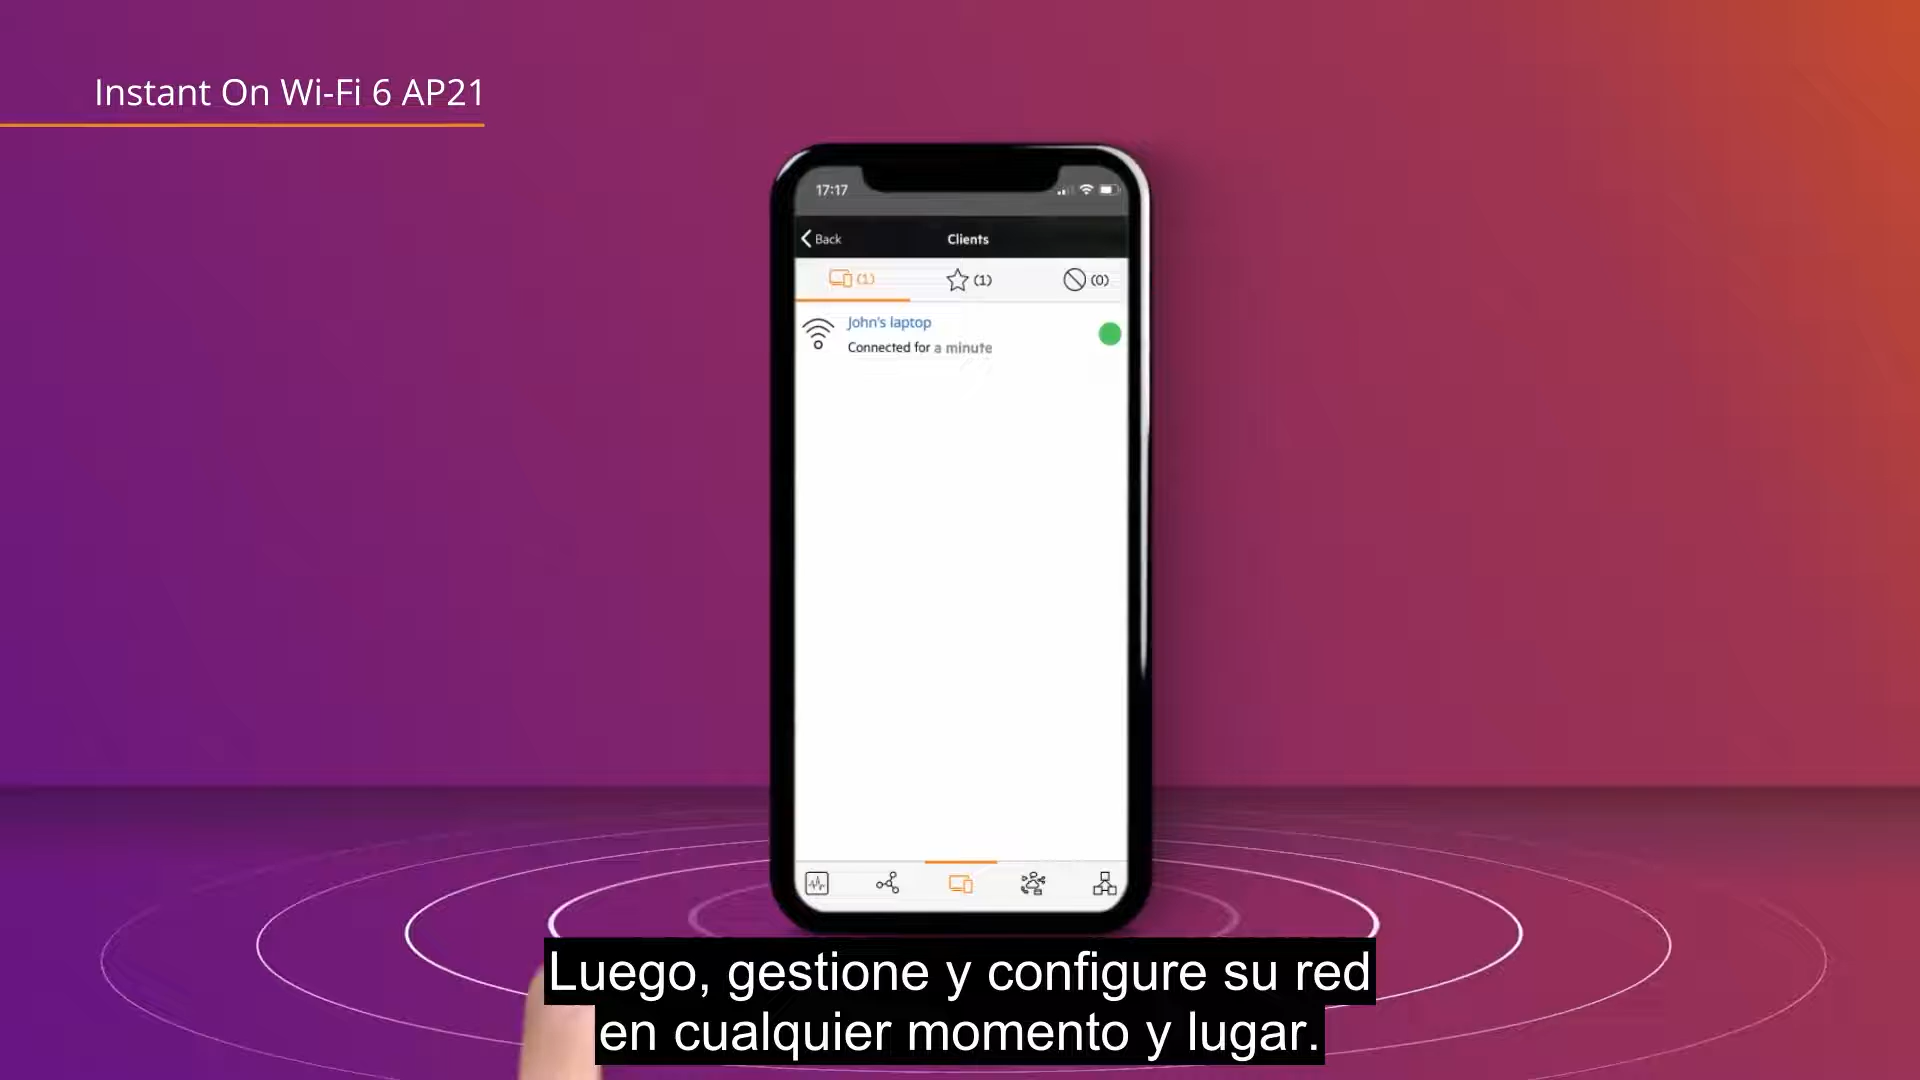 Instant On Wi-Fi 6 AP21
17:17
Back
Clients
(1)
(1)
(0)
John's laptop
Connected for a minute
Luego, gestione y configure su red
en cualquier momento y lugar.